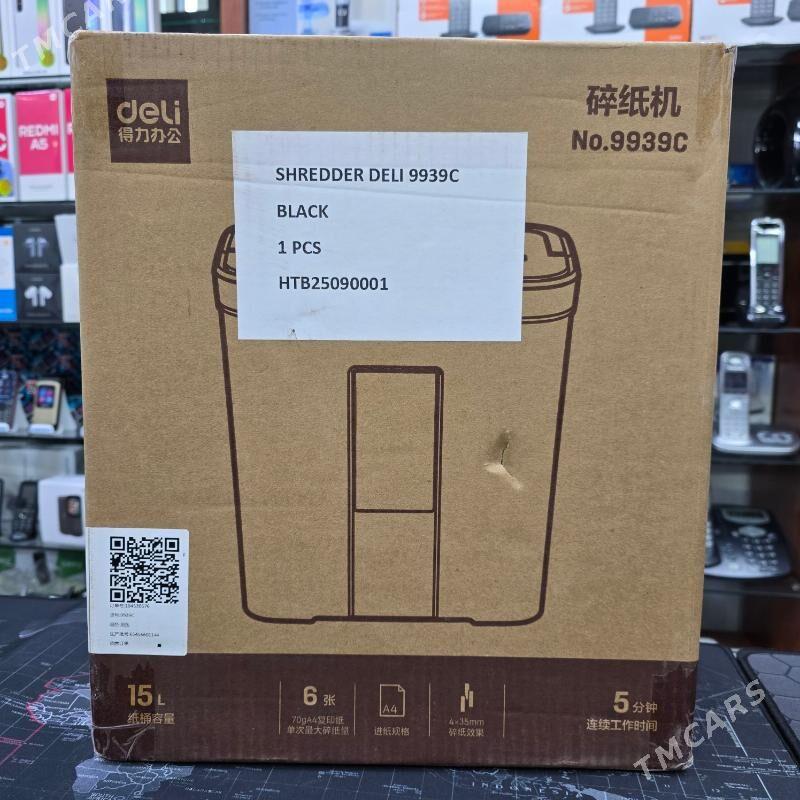 TMCARS
deli
得力办公
碎纸机
No.9939C
SHREDDER DELI 9939C
BLACK
1 PCS
HTB25090001
REDMI
A5
15L
纸桶容量
6张
70gA4复印纸
单次最大碎纸量
A4
进纸规格
4×35mm
碎纸效果
5分钟
连续工作时间
TMCARS